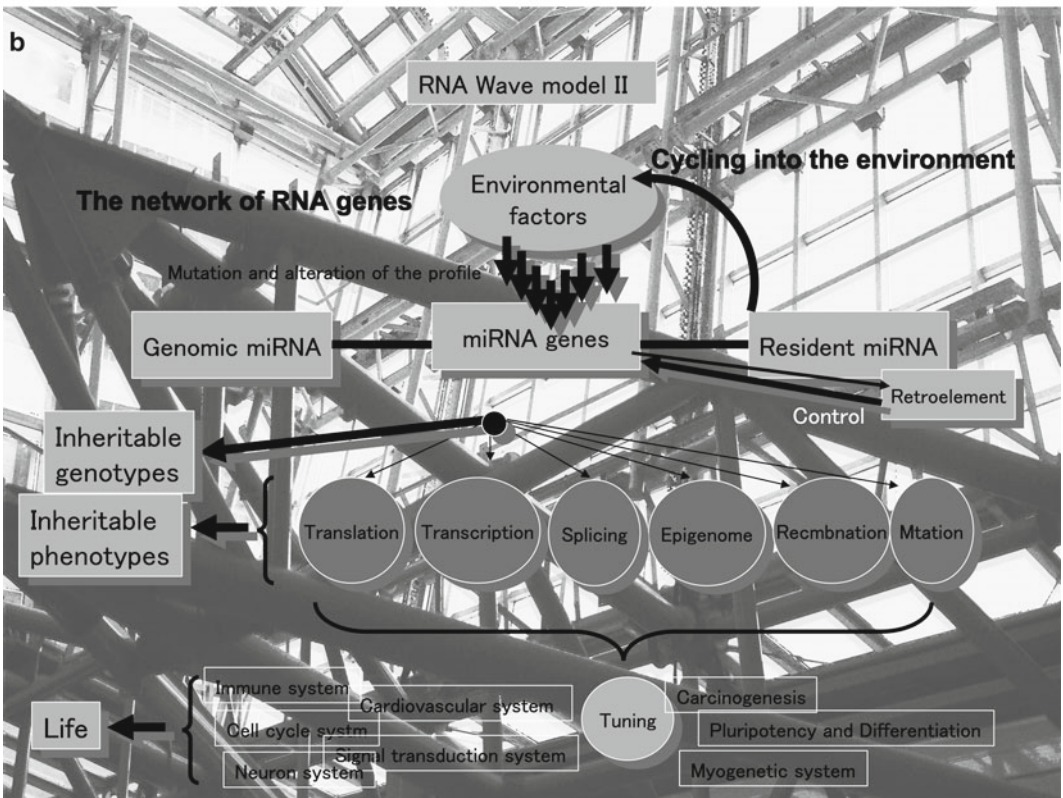 b
RNA Wave model II
Cycling into the environment
The network of RNA genes
Environmental
factors
Mutation and alteration of the profile
Genomic miRNA
miRNA genes
Resident miRNA
Retroelement
Control
Inheritable
genotypes
Inheritable
phenotypes
Translation
Transcription
Splicing
Epigenome
Recmbnation
Mtation
Immune system
Cardiovascular system
Cell cycle systm
Signal transduction system
Neuron system
Life
Tuning
Carcinogenesis
Pluripotency and Differentiation
Myogenetic system